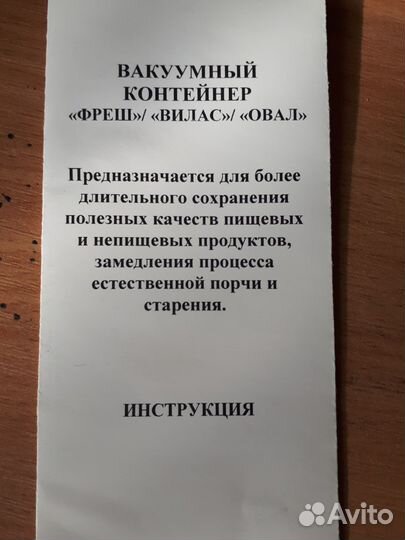 ВАКУУМНЫЙ
КОНТЕЙНЕР
«ФРЕШ»/ «ВИЛАС»/ «ОВАЛ»
Предназначается для более
длительного сохранения
полезных качеств пищевых
и непищевых продуктов,
замедления процесса
естественной порчи и
старения.
ИНСТРУКЦИЯ
Avito